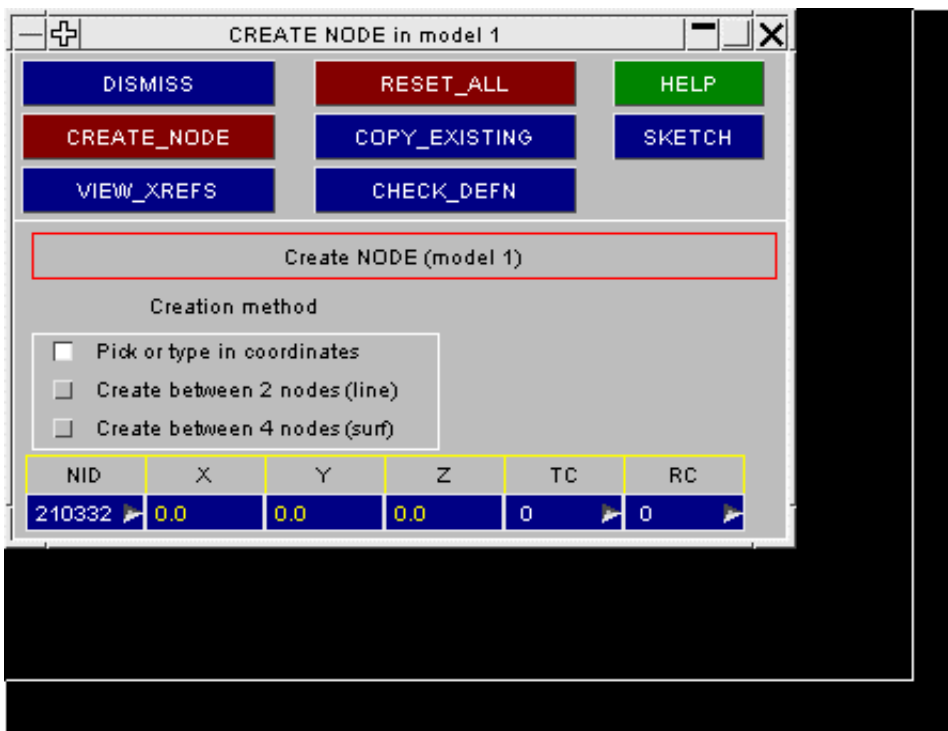 CREATE NODE in model 1
DISMISS RESET_ALL HELP
CREATE_NODE COPY_EXISTING SKETCH
VIEW_XREFS CHECK_DEFN
Create NODE (model 1)
Creation method
Pick or type in coordinates
Create between 2 nodes (line)
Create between 4 nodes (surf)
NID X Y Z TC RC
210332 0.0 0.0 0.0 0 0